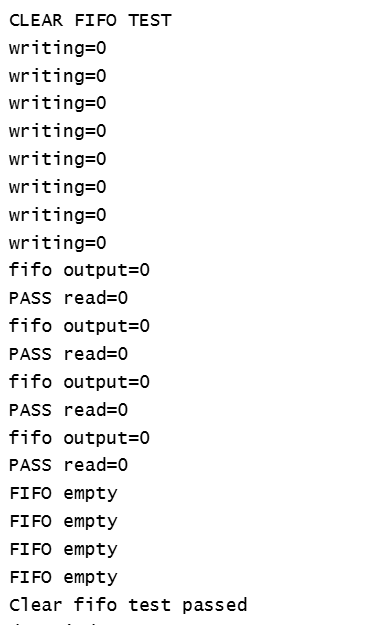 CLEAR FIFO TEST
writing=0
writing=0
writing=0
writing=0
writing=0
writing=0
writing=0
writing=0
fifo output=0
PASS read=0
fifo output=0
PASS read=0
fifo output=0
PASS read=0
fifo output=0
PASS read=0
FIFO empty
FIFO empty
FIFO empty
FIFO empty
Clear fifo test passed